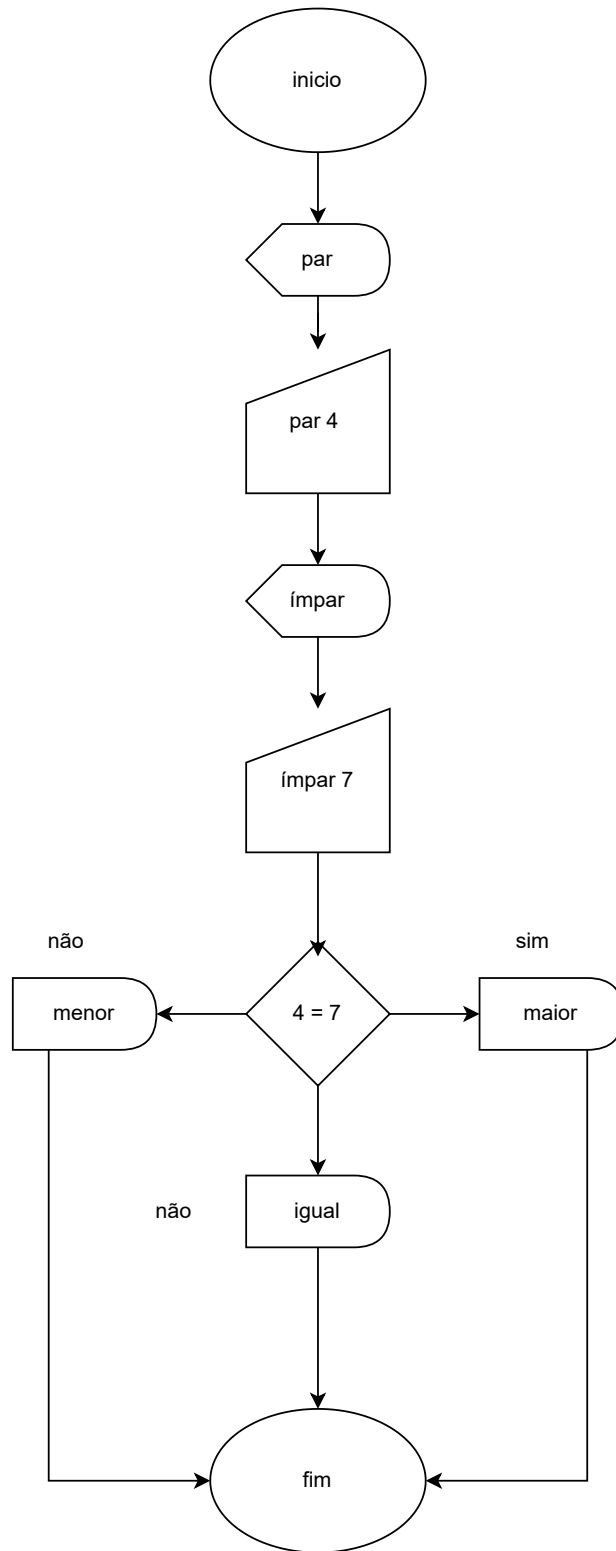 inicio
par
par 4
ímpar
ímpar 7
não
sim
menor
4 = 7
maior
não
igual
fim